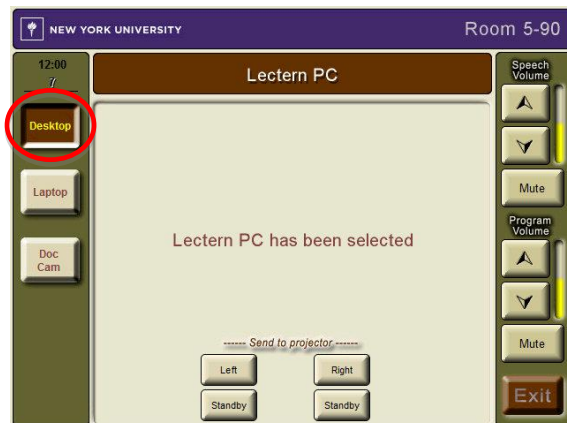 NEW YORK UNIVERSITY
Room 5-90
12:00
7
Desktop
Laptop
Doc
Cam
Lectern PC
Lectern PC has been selected
------ Send to projector ------
Left
Right
Standby
Standby
Speech
Volume
Mute
Program
Volume
Mute
Exit